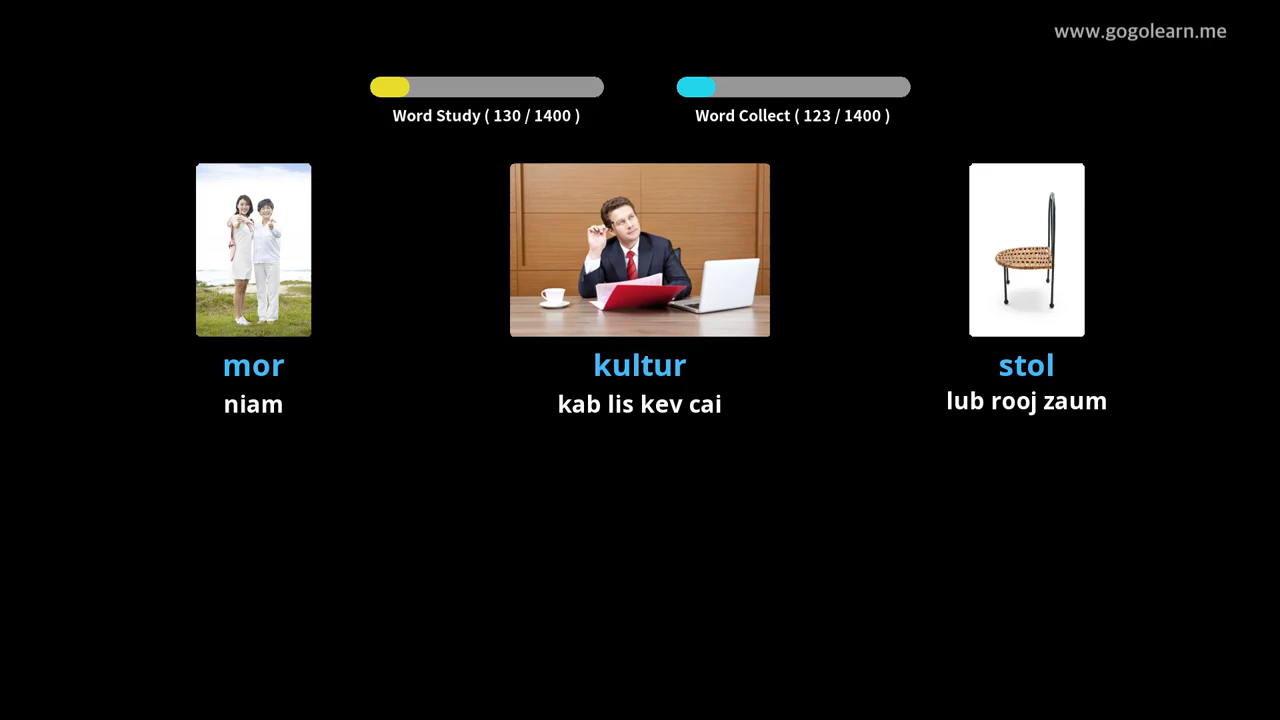 www.gogolearn.me
Word Study ( 130 / 1400 )
Word Collect ( 123 / 1400 )
mor
niam
kultur
kab lis kev cai
stol
lub rooj zaum